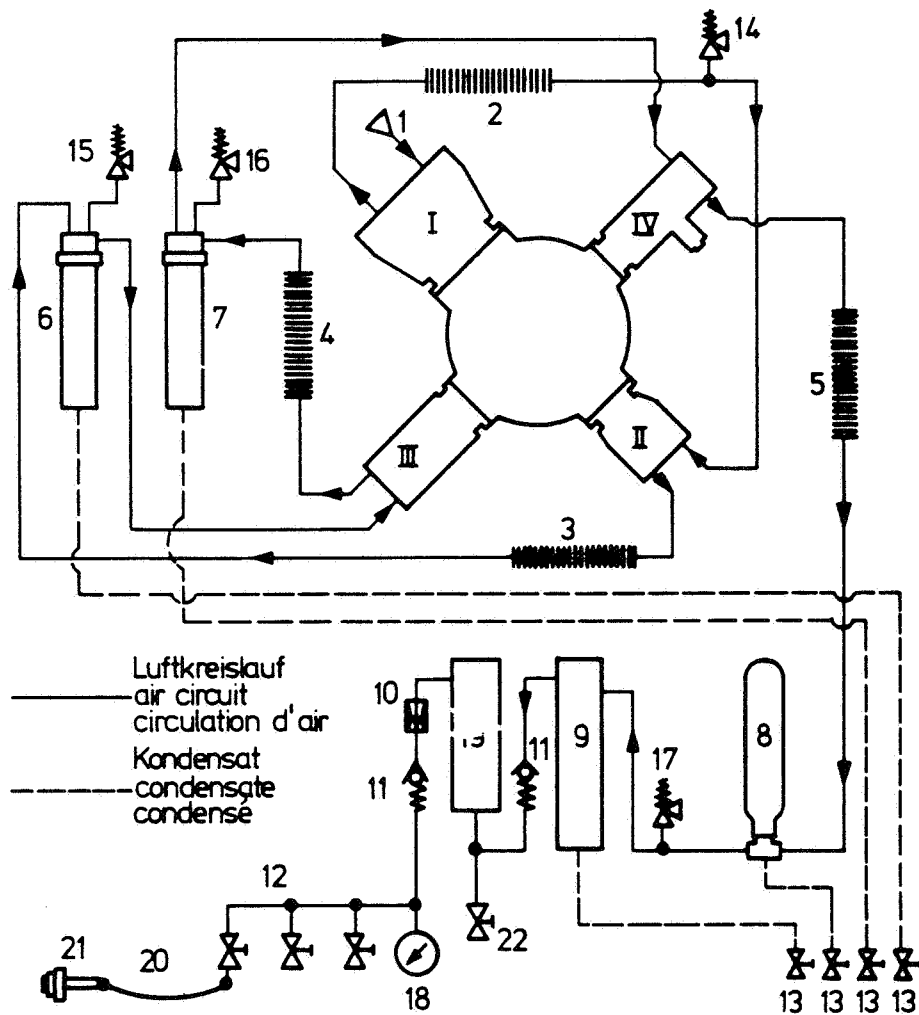 14
2
1
15
16
I
IV
6
7
4
5
III
II
3
Luftkreislauf
air circuit
circulation d'air
Kondensat
condensate
condensé
10
9
8
11
11
17
12
22
21
20
18
13
13
13
13